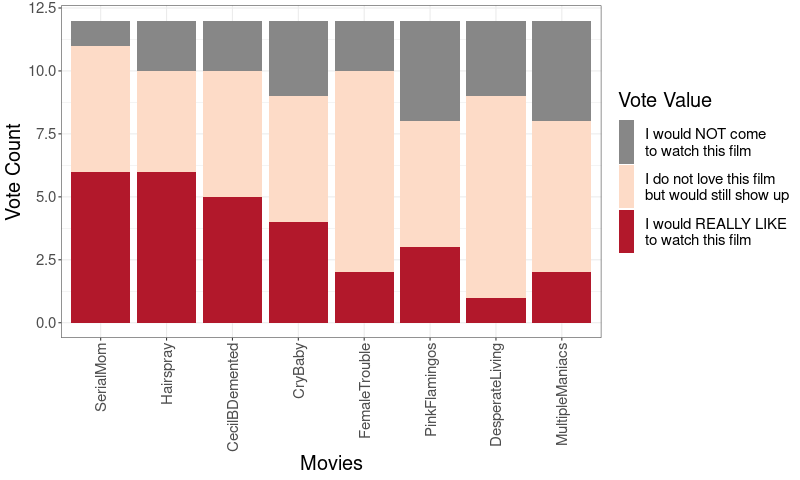 12.5
10.0
7.5
5.0
2.5
0.0
Vote Count
SerialMom
Hairspray
CecilBDemented
CryBaby
FemaleTrouble
PinkFlamingos
DesperateLiving
MultipleManiacs
Movies
Vote Value
I would NOT come
to watch this film
I do not love this film
but would still show up
I would REALLY LIKE
to watch this film